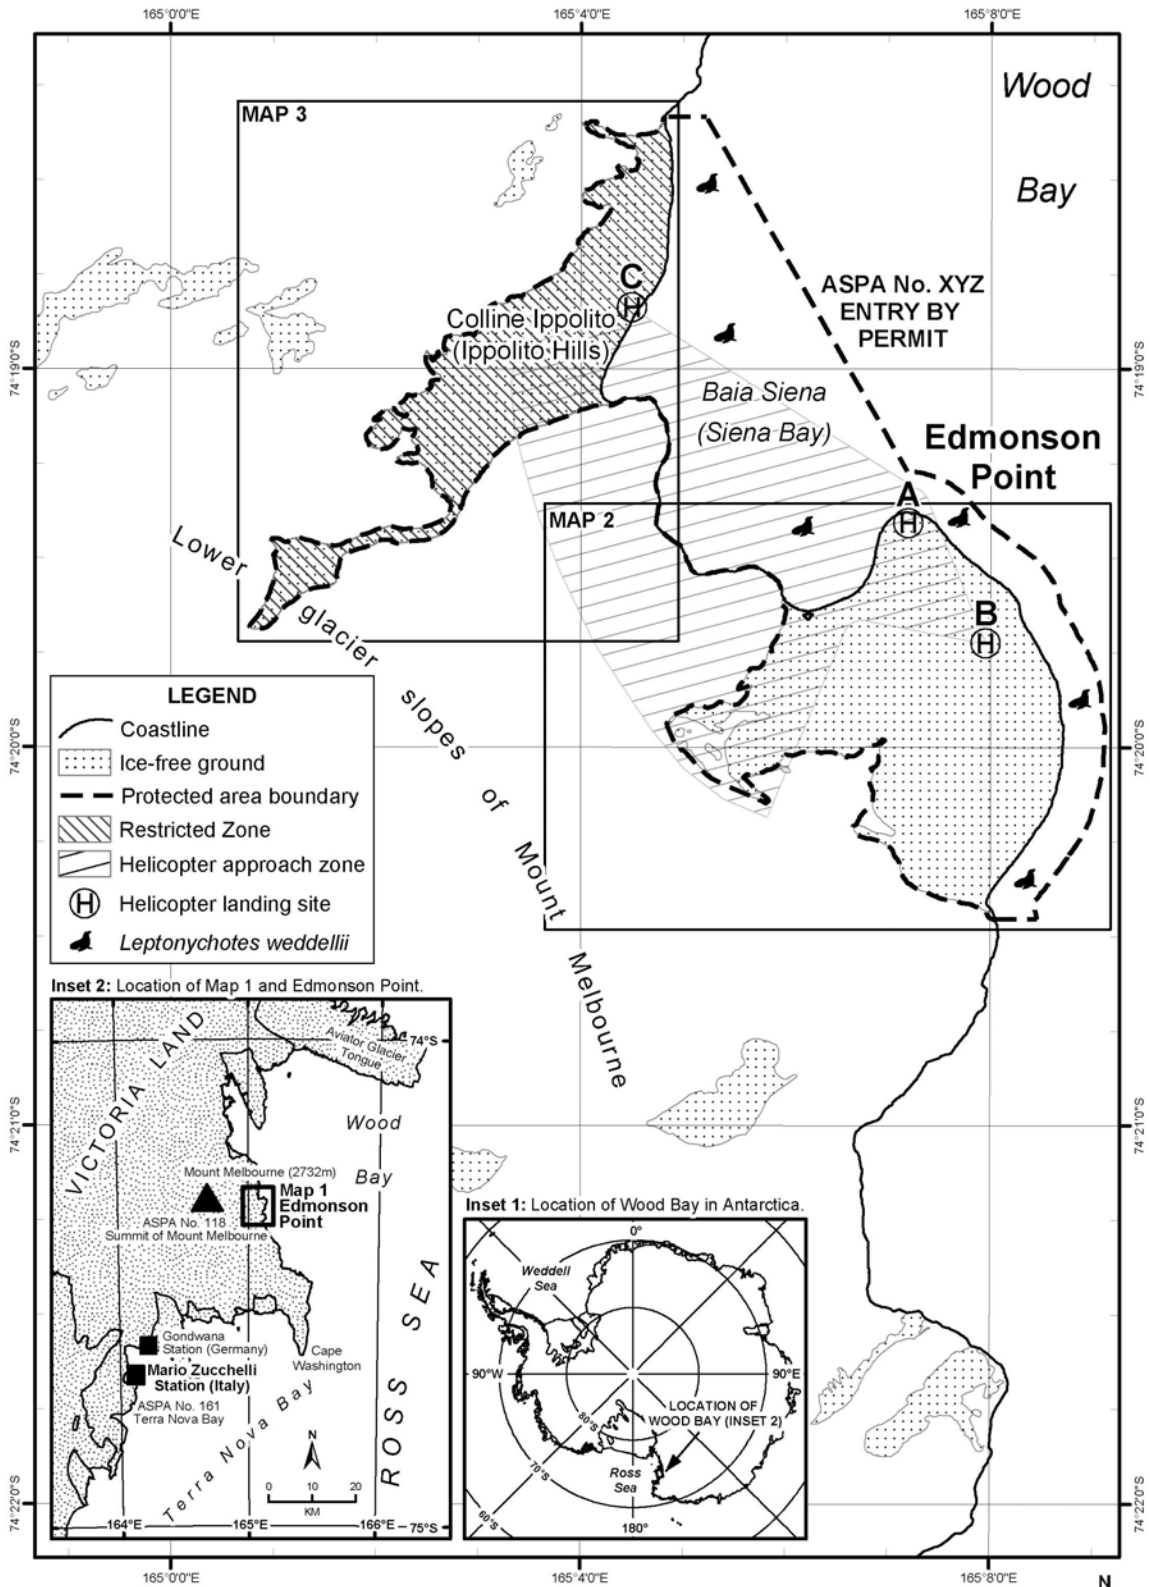 165°0'0"E
165°4'0"E
165°8'0"E
Wood
Bay
MAP 3
C
H
ASPA No. XYZ
ENTRY BY
PERMIT
Colline Ippolito
(Ippolito Hills)
74°19'0"S
74°19'0"S
Baia Siena
(Siena Bay)
Edmonson
Point
A
H
MAP 2
B
H
Lower
glacier
slopes
of
Mount
Melbourne
LEGEND
Coastline
Ice-free ground
Protected area boundary
Restricted Zone
Helicopter approach zone
H
Helicopter landing site
Leptonychotes weddellii
74°20'0"S
74°20'0"S
Inset 2: Location of Map 1 and Edmonson Point.
VICTORIA LAND
Aviator Glacier
Tongue
74°S
Wood
Bay
Mount Melbourne (2732m)
Map 1
Edmonson
Point
ASPA No. 118
Summit of Mount Melbourne
ROSS SEA
Gondwana
Station (Germany)
Cape
Washington
Mario Zucchelli
Station (Italy)
ASPA No. 161
Terra Nova Bay
Terra Nova Bay
N
0 10 20
KM
164°E
165°E
166°E
75°S
74°21'0"S
74°21'0"S
Inset 1: Location of Wood Bay in Antarctica.
0°
Weddell
Sea
90°W
90°E
LOCATION OF
WOOD BAY (INSET 2)
80°S
Ross
Sea
70°S
60°S
180°
74°22'0"S
74°22'0"S
165°0'0"E
165°4'0"E
165°8'0"E
N